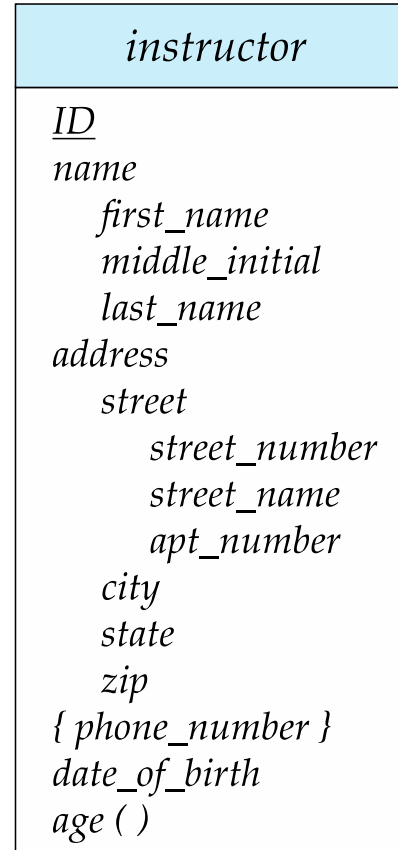 instructor
ID
name
first_name
middle_initial
last_name
address
street
street_number
street_name
apt_number
city
state
zip
{ phone_number }
date_of_birth
age ( )